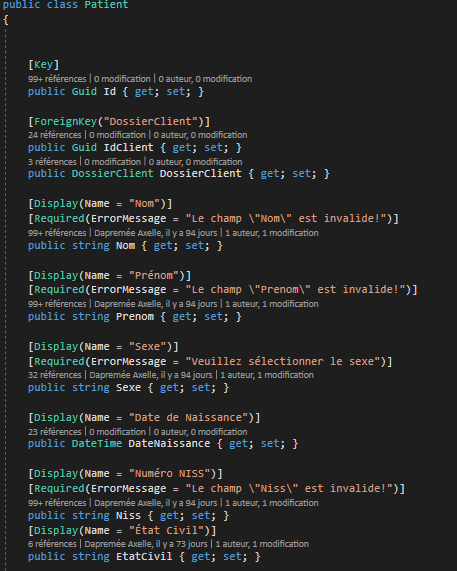 public class Patient
{
[Key]
99+ références | 0 modification | 0 auteur, 0 modification
public Guid Id { get; set; }
[ForeignKey("DossierClient")]
24 références | 0 modification | 0 auteur, 0 modification
public Guid IdClient { get; set; }
3 références | 0 modification | 0 auteur, 0 modification
public DossierClient DossierClient { get; set; }
[Display(Name = "Nom")]
[Required(ErrorMessage = "Le champ \"Nom\" est invalide!")]
99+ références | Dapremée Axelle, il y a 94 jours | 1 auteur, 1 modification
public string Nom { get; set; }
[Display(Name = "Prénom")]
[Required(ErrorMessage = "Le champ \"Prenom\" est invalide!")]
99+ références | Dapremée Axelle, il y a 94 jours | 1 auteur, 1 modification
public string Prenom { get; set; }
[Display(Name = "Sexe")]
[Required(ErrorMessage = "Veuillez sélectionner le sexe")]
32 références | Dapremée Axelle, il y a 94 jours | 1 auteur, 1 modification
public string Sexe { get; set; }
[Display(Name = "Date de Naissance")]
23 références | 0 modification | 0 auteur, 0 modification
public DateTime DateNaissance { get; set; }
[Display(Name = "Numéro NISS")]
[Required(ErrorMessage = "Le champ \"Niss\" est invalide!")]
99+ références | Dapremée Axelle, il y a 94 jours | 1 auteur, 1 modification
public string Niss { get; set; }
[Display(Name = "État Civil")]
6 références | Dapremée Axelle, il y a 73 jours | 1 auteur, 1 modification
public string EtatCivil { get; set; }